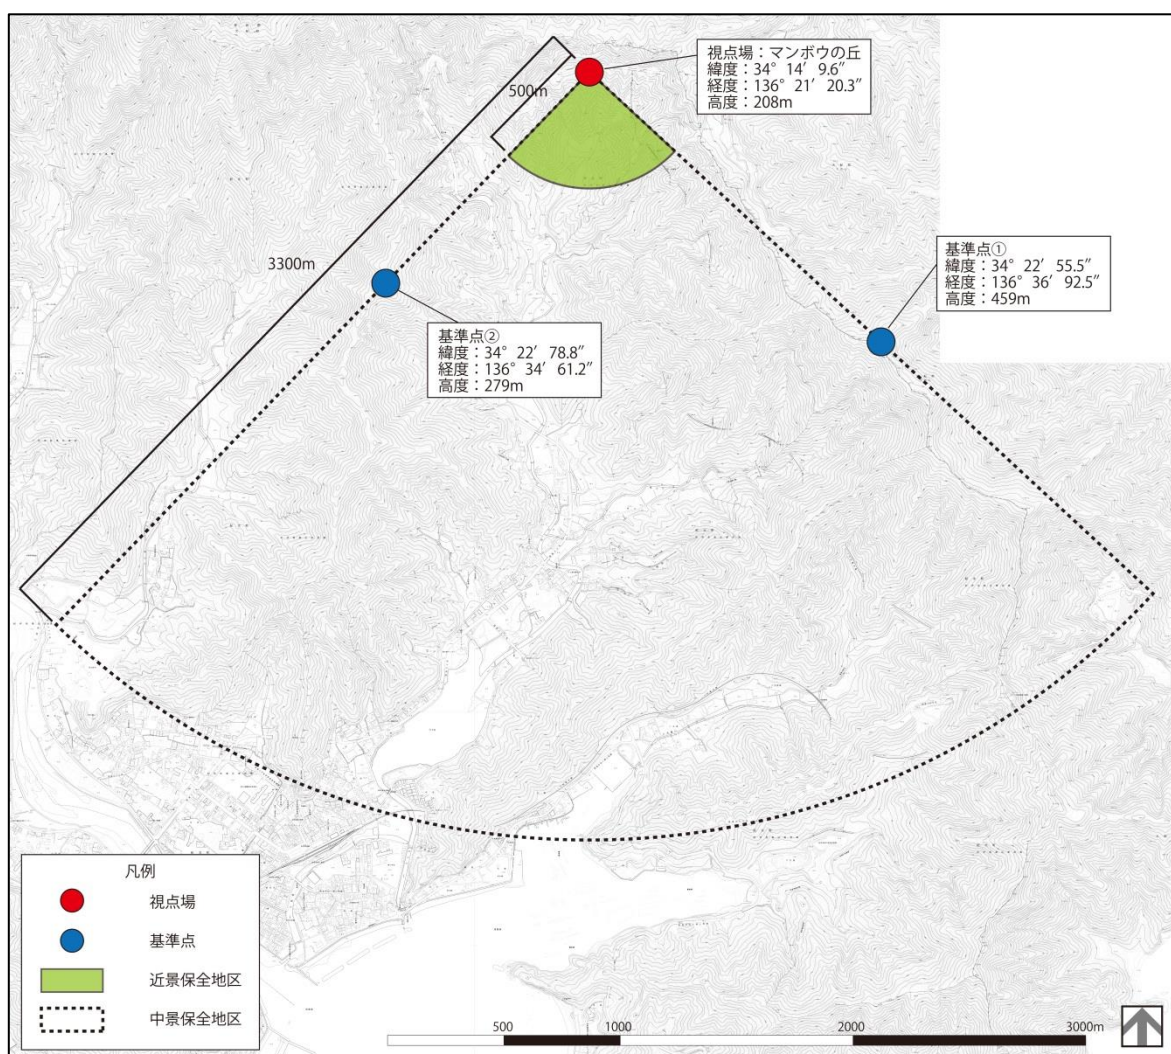 視点場：マンボウの丘
緯度：34° 14′ 9.6″
経度：136° 21′ 20.3″
高度：208m
500m
3300m
基準点①
緯度：34° 22′ 55.5″
経度：136° 36′ 92.5″
高度：459m
基準点②
緯度：34° 22′ 78.8″
経度：136° 34′ 61.2″
高度：279m
凡例
視点場
基準点
近景保全地区
中景保全地区
500
1000
2000
3000m